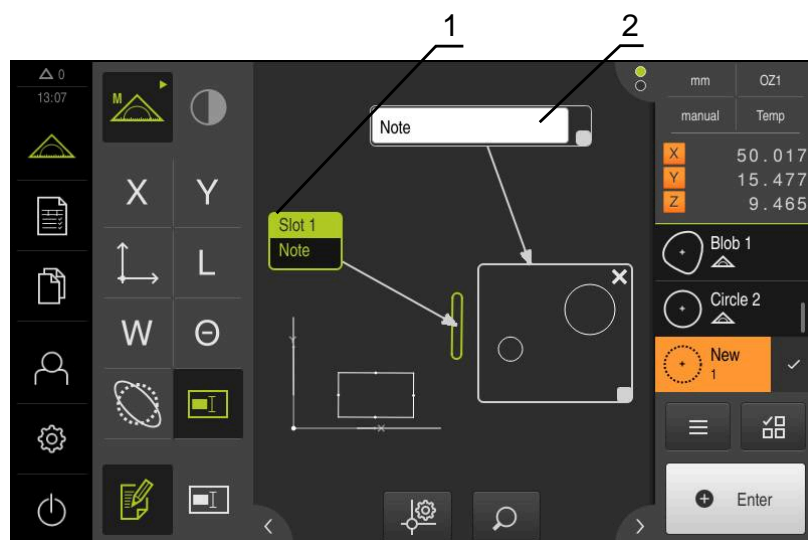 1
2
0
13:07
M
mm
OZ1
manual
Temp
X
50.017
Y
15.477
Z
9.465
Note
Slot 1
Note
X
Y
L
W
Θ
Y
X
Blob 1
Circle 2
New
1
Enter